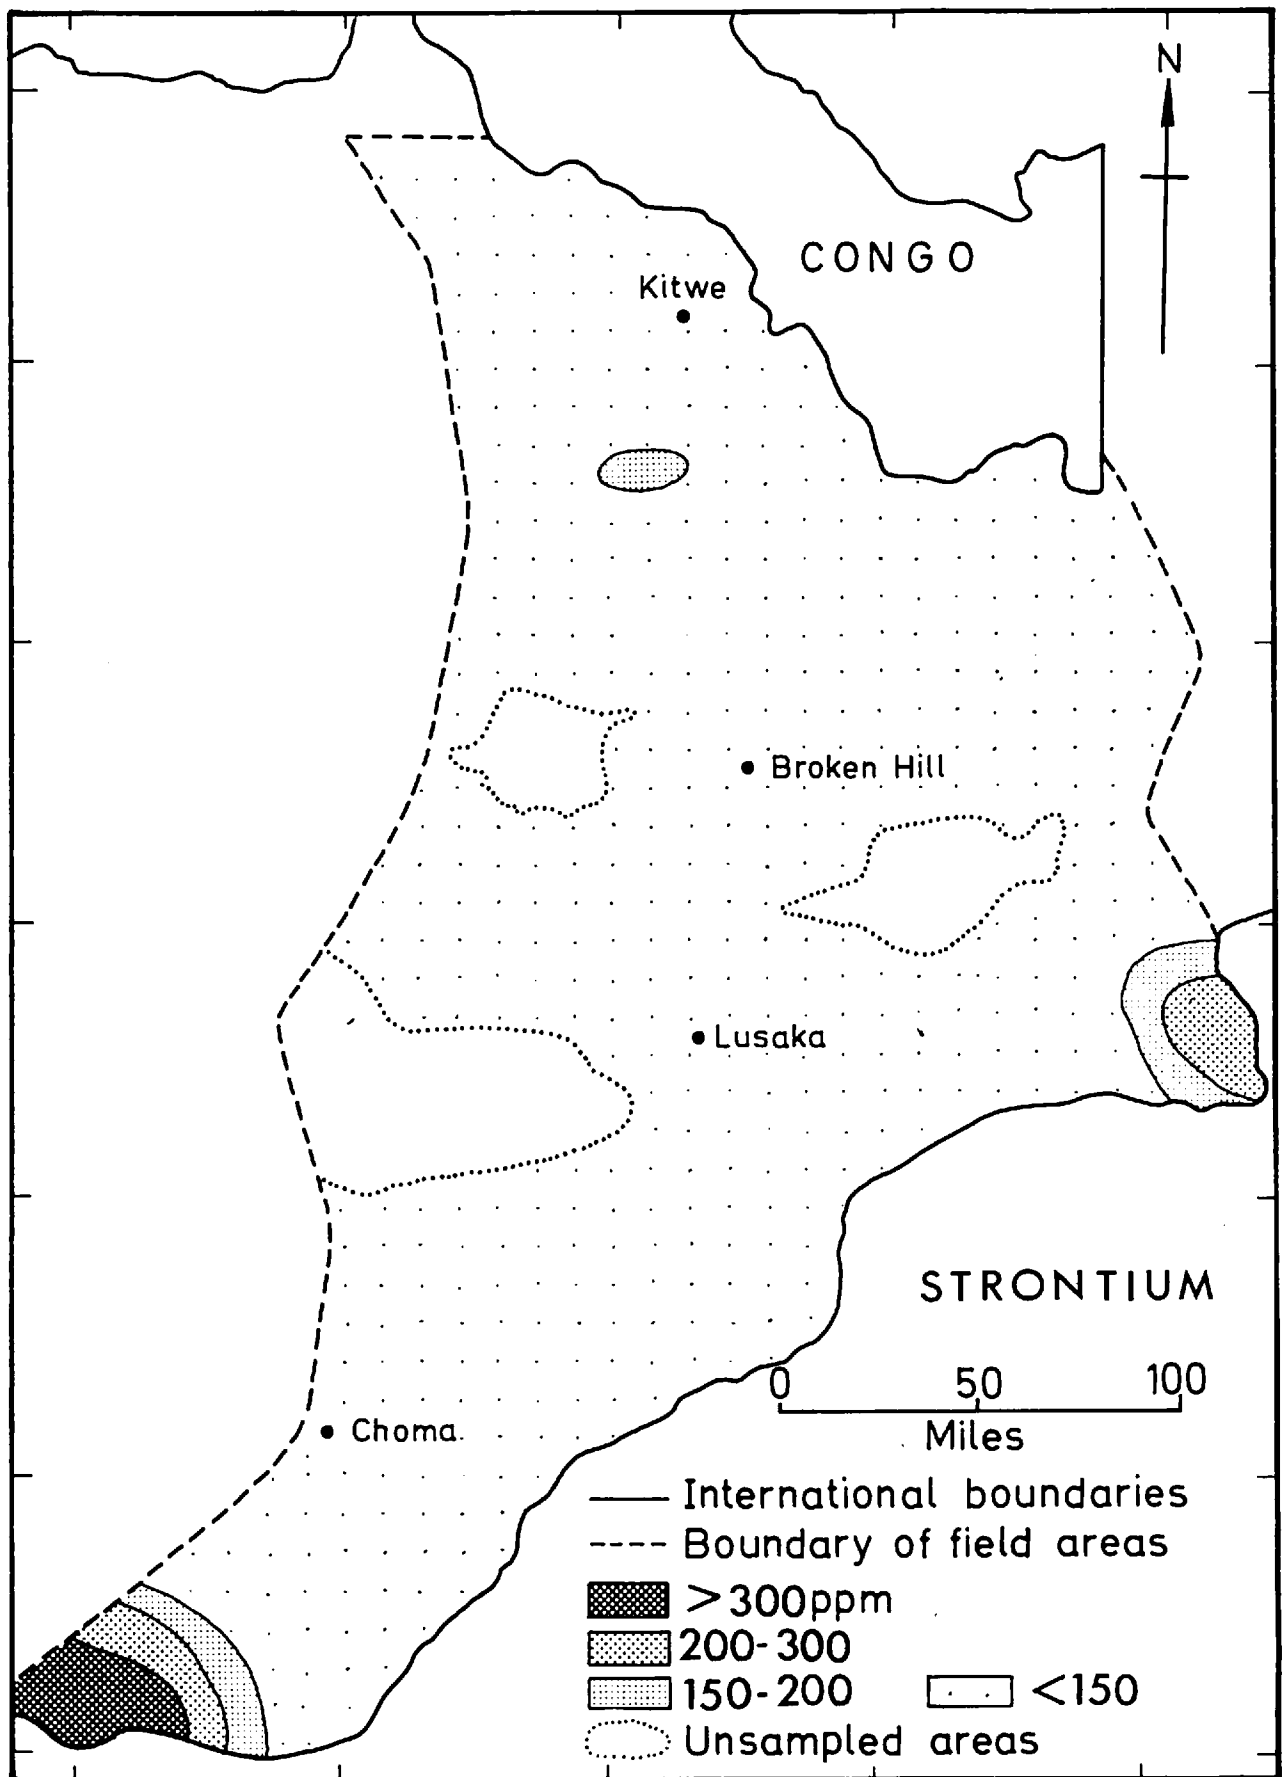 N
CONGO
Kitwe
Broken Hill
Lusaka
STRONTIUM
0 50 100
Miles
Choma
International boundaries
Boundary of field areas
>300ppm
200-300
150-200 <150
Unsampled areas